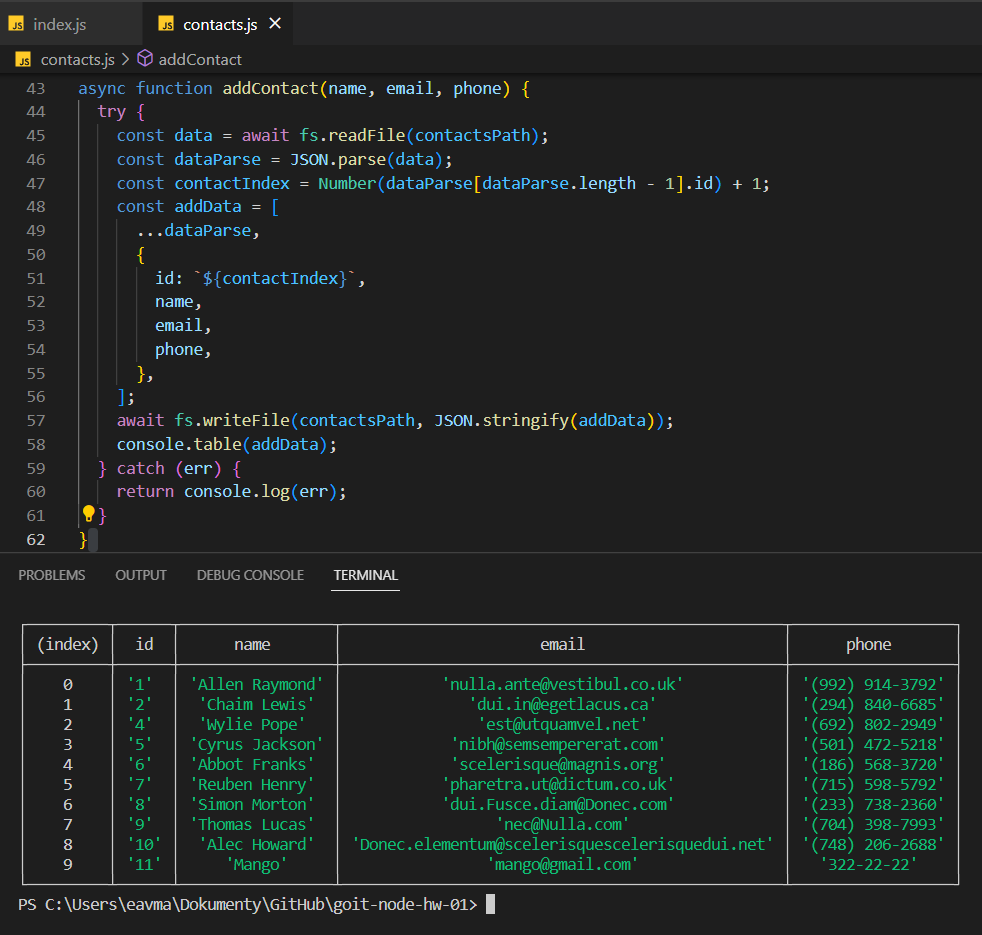 JS index.js JS contacts.js ×
JS contacts.js > addContact
43 async function addContact(name, email, phone) {
44 try {
45 const data = await fs.readFile(contactsPath);
46 const dataParse = JSON.parse(data);
47 const contactIndex = Number(dataParse[dataParse.length - 1].id) + 1;
48 const addData = [
49 ...dataParse,
50 {
51 id: `${contactIndex}`,
52 name,
53 email,
54 phone,
55 },
56 ];
57 await fs.writeFile(contactsPath, JSON.stringify(addData));
58 console.table(addData);
59 } catch (err) {
60 return console.log(err);
61 }
62 }
PROBLEMS OUTPUT DEBUG CONSOLE TERMINAL
(index) id name email phone
0 '1' 'Allen Raymond' 'nulla.ante@vestibul.co.uk' '(992) 914-3792'
1 '2' 'Chaim Lewis' 'dui.in@egetlacus.ca' '(294) 840-6685'
2 '4' 'Wylie Pope' 'est@utquamvel.net' '(692) 802-2949'
3 '5' 'Cyrus Jackson' 'nibh@semsempererat.com' '(501) 472-5218'
4 '6' 'Abbot Franks' 'scelerisque@magnis.org' '(186) 568-3720'
5 '7' 'Reuben Henry' 'pharetra.ut@dictum.co.uk' '(715) 598-5792'
6 '8' 'Simon Morton' 'dui.Fusce.diam@Donec.com' '(233) 738-2360'
7 '9' 'Thomas Lucas' 'nec@Nulla.com' '(704) 398-7993'
8 '10' 'Alec Howard' 'Donec.elementum@scelerisquescelerisquedui.net' '(748) 206-2688'
9 '11' 'Mango' 'mango@gmail.com' '322-22-22'
PS C:\Users\eavma\Dokumenty\GitHub\goit-node-hw-01>